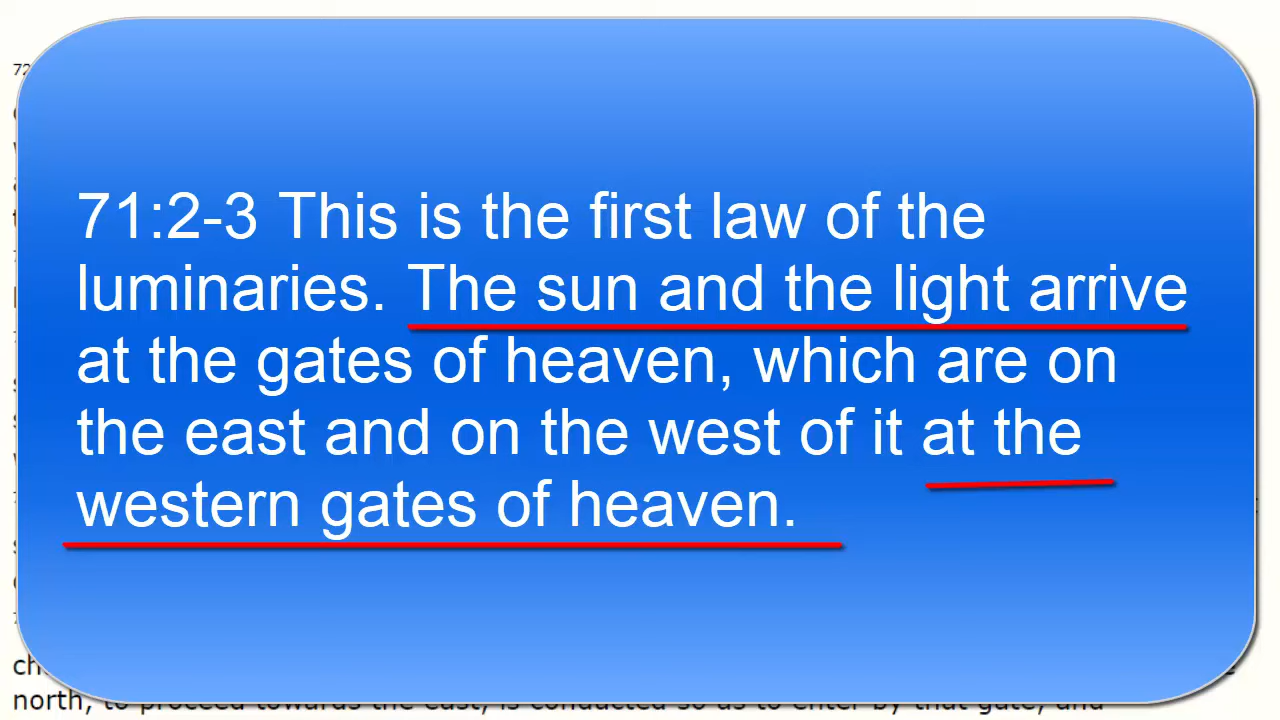 72
71:2-3 This is the first law of the
luminaries. The sun and the light arrive
at the gates of heaven, which are on
the east and on the west of it at the
western gates of heaven.
north, to proceed towards the east, is conducted so as to enter by that gate, and